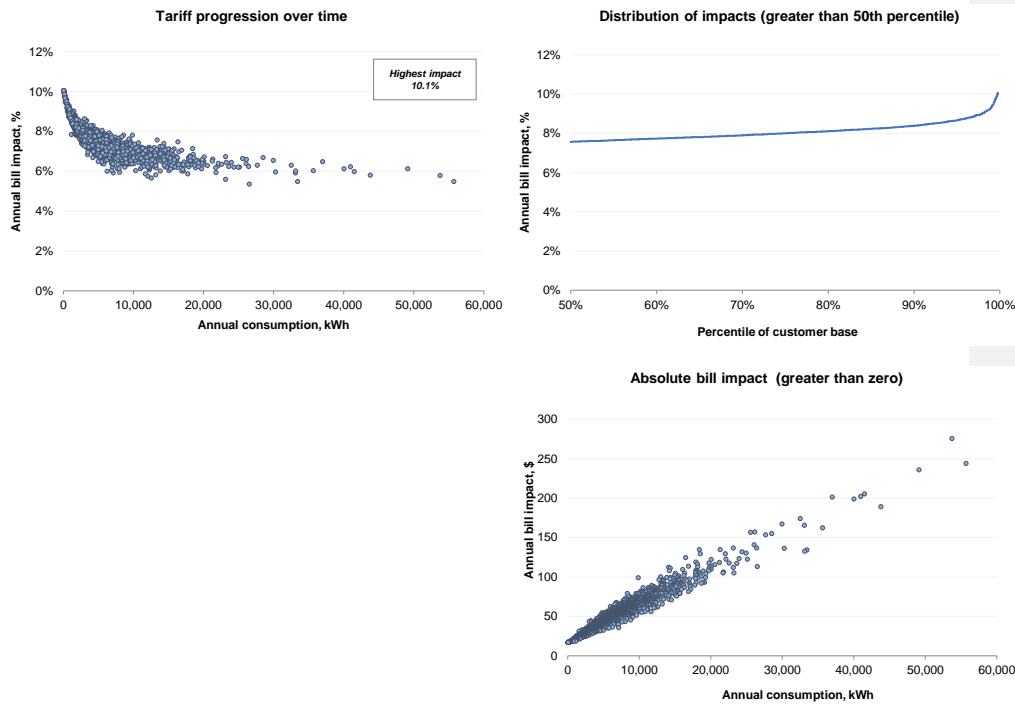 Tariff progression over time
Annual bill impact, %
12%
10%
8%
6%
4%
2%
0%
Highest impact
10.1%
0 10,000 20,000 30,000 40,000 50,000 60,000
Annual consumption, kWh
Distribution of impacts (greater than 50th percentile)
Annual bill impact, %
12%
10%
8%
6%
4%
2%
0%
50% 60% 70% 80% 90% 100%
Percentile of customer base
Absolute bill impact (greater than zero)
Annual bill impact, $
300
250
200
150
100
50
0
0 10,000 20,000 30,000 40,000 50,000 60,000
Annual consumption, kWh